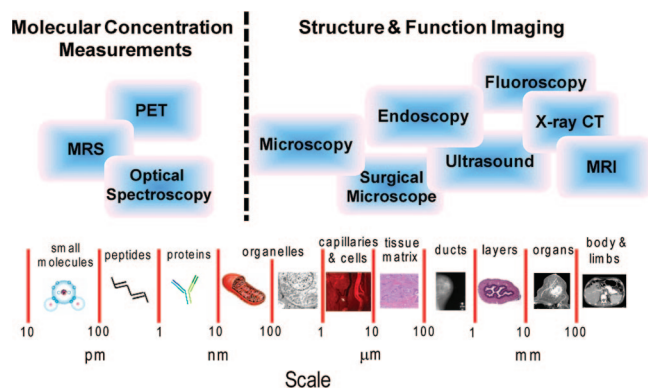 Molecular Concentration
Measurements
Structure & Function Imaging
PET
MRS
Optical
Spectroscopy
Fluoroscopy
Endoscopy
X-ray CT
Microscopy
Ultrasound
MRI
Surgical
Microscope
small
molecules
peptides
proteins
organelles
capillaries
& cells
tissue
matrix
ducts
layers
organs
body &
limbs
10 100 1 10 100 1 10 100 1 10 100
pm nm μm mm
Scale